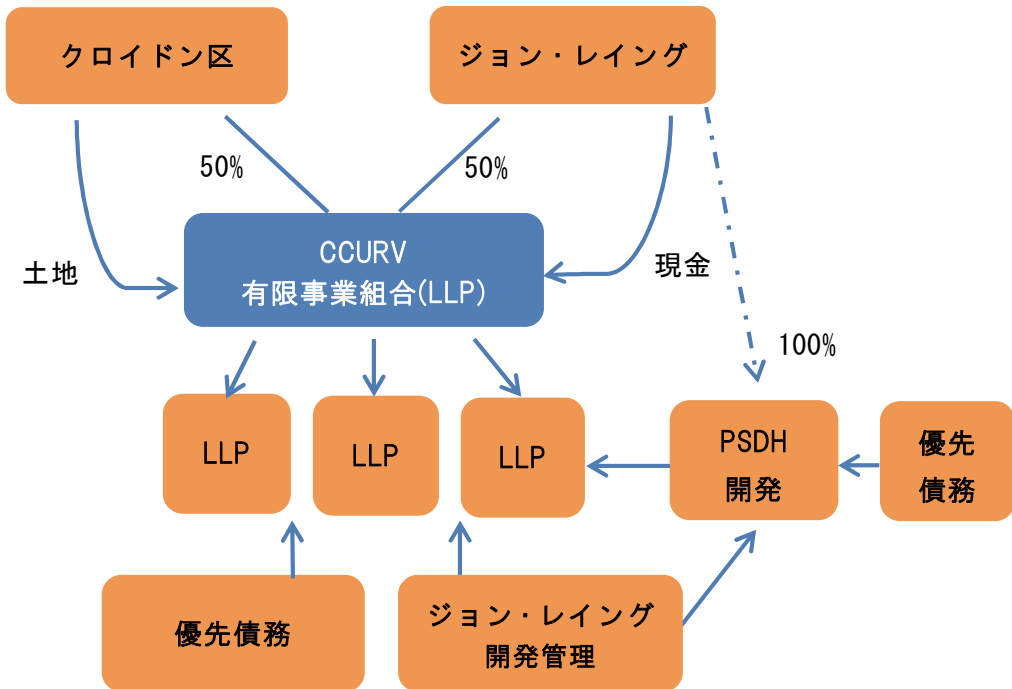 クロイドン区
ジョン・レイング
50%
50%
土地
CCURV
有限事業組合(LLP)
現金
100%
LLP
LLP
LLP
PSDH
開発
優先
債務
優先債務
ジョン・レイング
開発管理